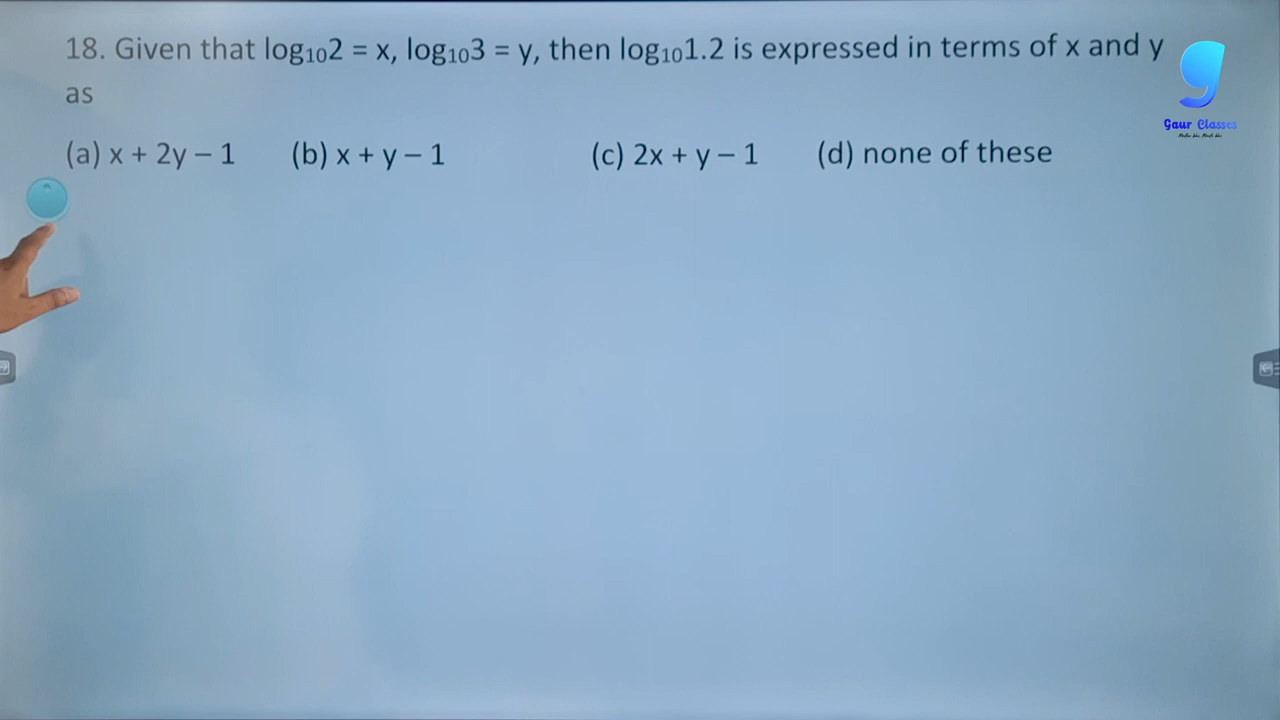 18. Given that log₁₀2 = x, log₁₀3 = y, then log₁₀1.2 is expressed in terms of x and y
as
(a) x + 2y – 1 (b) x + y – 1 (c) 2x + y – 1 (d) none of these
Gaur Classes